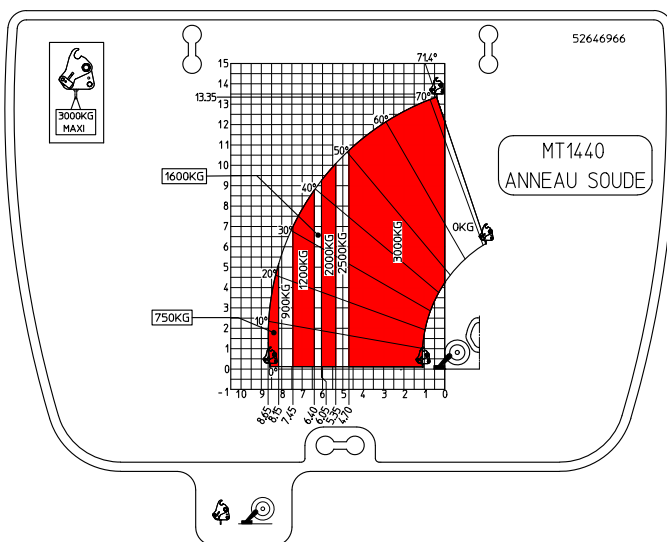 52646966
3000KG
MAXI
MT1440
ANNEAU SOUDE
71.4°
15
14
13.35
13
12
11
10
9
8
7
6
5
4
3
2
1
0
-1
70°
60°
50°
40°
30°
20°
10°
0°
1600KG
750KG
900KG
1200KG
2000KG
2500KG
3000KG
0KG
10 9 8 7 6 5 4 3 2 1 0
8.65
8.15
7.45
6.40
6.05
5.35
4.70